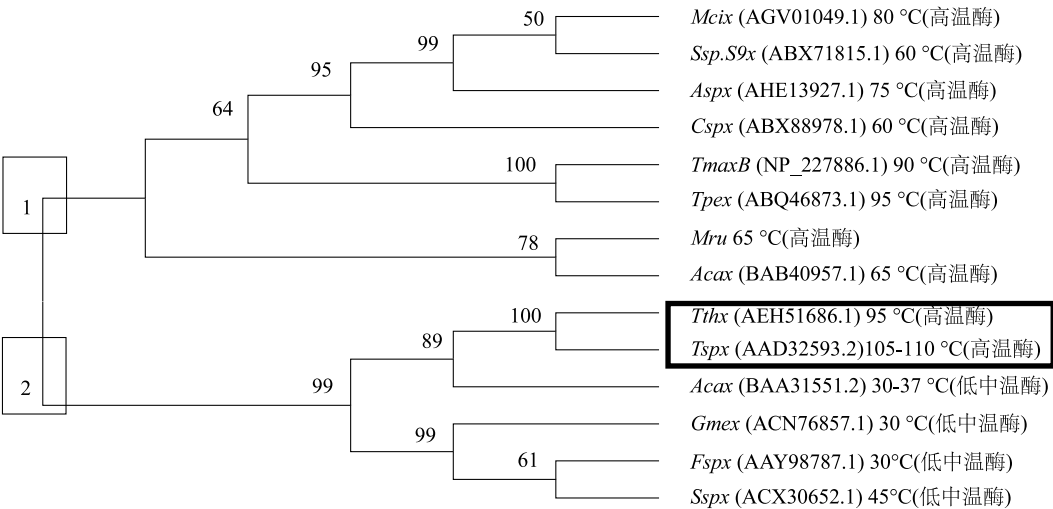 50
Mcix (AGV01049.1) 80 °C(高温酶)
99
Ssp.S9x (ABX71815.1) 60 °C(高温酶)
95
Aspx (AHE13927.1) 75 °C(高温酶)
64
Cspx (ABX88978.1) 60 °C(高温酶)
100
TmaxB (NP_227886.1) 90 °C(高温酶)
1
Tpex (ABQ46873.1) 95 °C(高温酶)
78
Mru 65 °C(高温酶)
Acax (BAB40957.1) 65 °C(高温酶)
100
Tthx (AEH51686.1) 95 °C(高温酶)
89
Tspx (AAD32593.2)105-110 °C(高温酶)
2
99
Acax (BAA31551.2) 30-37 °C(低中温酶)
99
Gmex (ACN76857.1) 30 °C(低中温酶)
61
Fspx (AAY98787.1) 30°C(低中温酶)
Sspx (ACX30652.1) 45°C(低中温酶)